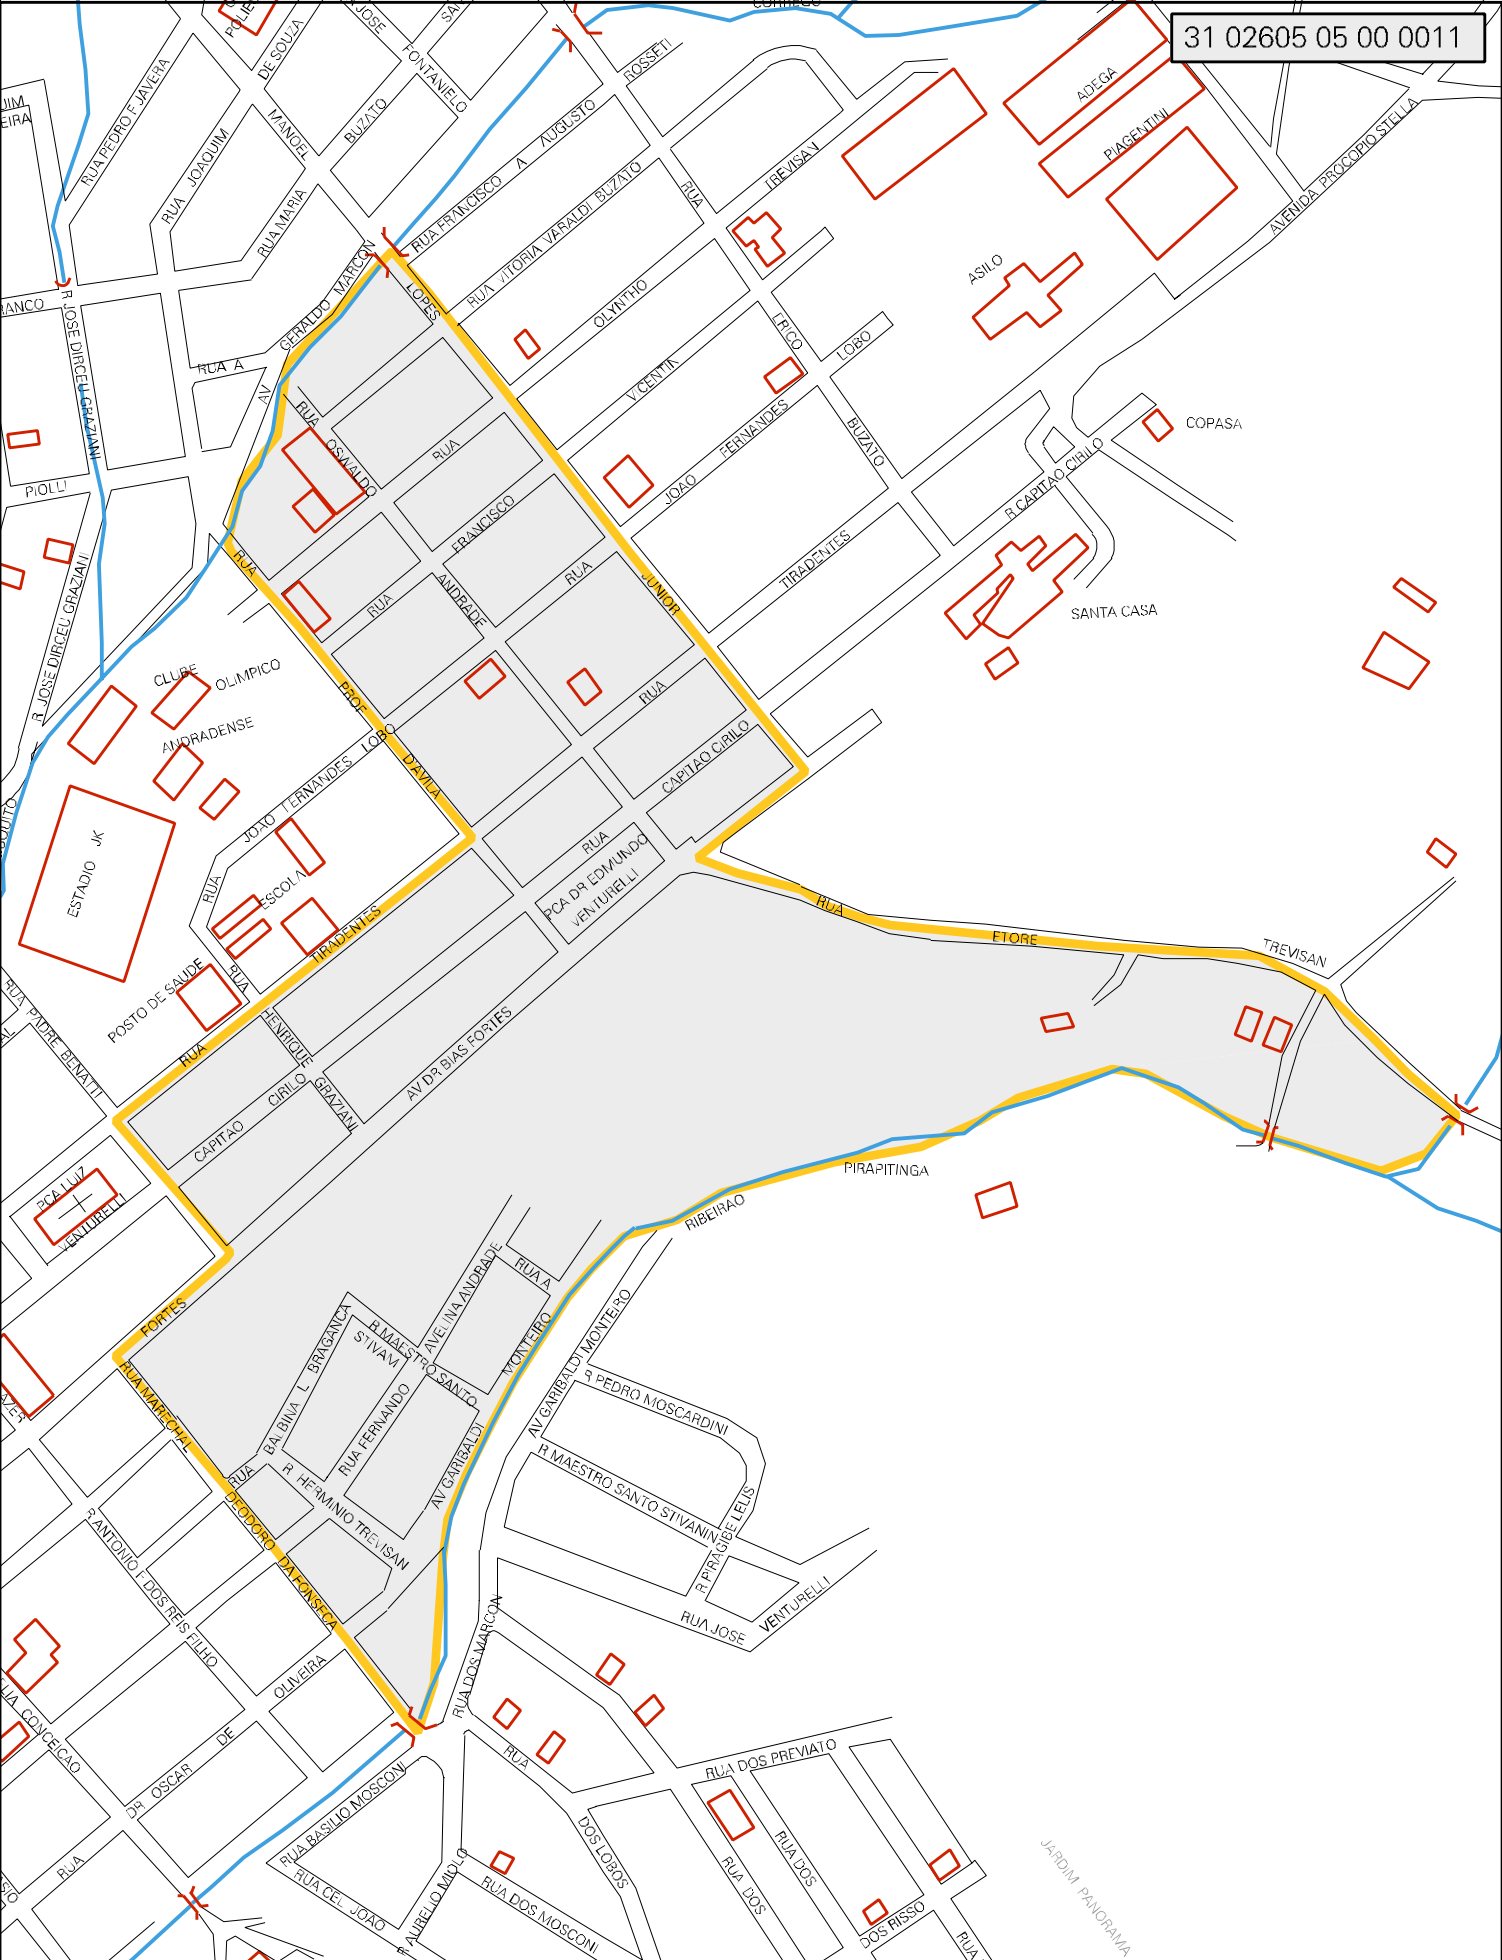 31 02605 05 00 0011
CORREGO
DE SOUZA
FONTANIELO
ROSSETI
RUA PEDRO F JAVERA
RUA JOAQUIM
MANOEL
BUZATO
RUA MARIA
RUA FRANCISCO A AUGUSTO
RUA VITORIA VARALDI BUZATO
RUA
TREVISAN
ADEGA
PIAGENTINI
AVENIDA PROCOPIO STELLA
ASILO
AV GERALDO MARCON
LOPES
OLYNTHO
ERICO
LOBO
R JOSE DIRCEU GRAZIANI
RUA A
VICENTIN
RUA OSWALDO
RUA
JOAO FERNANDES
BUZATO
COPASA
R CAPITAO CIRILO
PIOLLI
FRANCISCO
TIRADENTES
RUA
RUA
RUA
ANDRADE
JUNIOR
SANTA CASA
R JOSE DIRCEU GRAZIANI
CLUBE
OLIMPICO
ANDRADENSE
PROF
D'AVILA
RUA
CAPITAO CIRILO
RUA JOAO FERNANDES LOBO
ESTADIO JK
ESCOLA
RUA
PCA DR EDMUNDO
VENTURELLI
RUA ETORE TREVISAN
TIRADENTES
POSTO DE SAUDE
RUA
RUA
HENRIQUE GRAZIANI
RUA PADRE BENATTI
AV DR BIAS FORTES
CAPITAO CIRILO
PCA LUIZ
VENTURELLI
PIRAPITINGA
RIBEIRAO
FORTES
RUA A
AVELINA ANDRADE
R MAESTRO SANTO
STIVAM
BALBINA L BRAGANCA
RUA FERNANDO
RUA
MONTEIRO
AV GARIBALDI
AV GARIBALDI MONTEIRO
RUA MARECHAL
DEODORO DA FONSECA
R HERMINIO TREVISAN
R PEDRO MOSCARDINI
R MAESTRO SANTO STIVANIN
R PIRAGIBE LELIS
RUA JOSE
VENTURELLI
R ANTONIO F DOS REIS FILHO
RUA DOS MARCON
OLIVEIRA
DE
DR OSCAR
RUA
CONCEICAO
RUA BASILIO MOSCONI
RUA CEL JOAO
R AURELIO MIOLO
RUA
DOS LOBOS
RUA DOS MOSCONI
RUA DOS PREVIATO
RUA DOS
RUA DOS
DOS RISSO
RUA
JARDIM PANORAMA